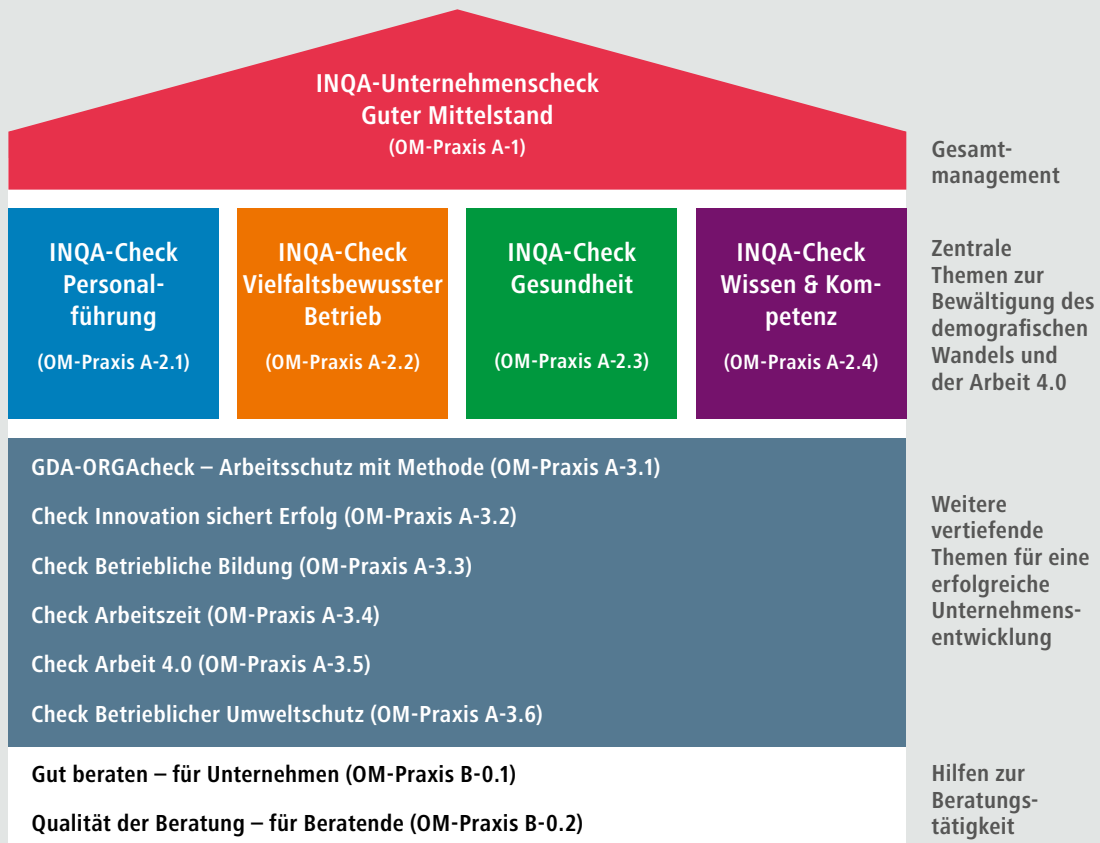 INQA-Unternehmenscheck
Guter Mittelstand
(OM-Praxis A-1)
Gesamt-
management
INQA-Check
Personal-
führung
(OM-Praxis A-2.1)
INQA-Check
Vielfaltsbewusster
Betrieb
(OM-Praxis A-2.2)
INQA-Check
Gesundheit
(OM-Praxis A-2.3)
INQA-Check
Wissen & Kom-
petenz
(OM-Praxis A-2.4)
Zentrale
Themen zur
Bewältigung des
demografischen
Wandels und
der Arbeit 4.0
GDA-ORGAcheck – Arbeitsschutz mit Methode (OM-Praxis A-3.1)
Check Innovation sichert Erfolg (OM-Praxis A-3.2)
Check Betriebliche Bildung (OM-Praxis A-3.3)
Check Arbeitszeit (OM-Praxis A-3.4)
Check Arbeit 4.0 (OM-Praxis A-3.5)
Check Betrieblicher Umweltschutz (OM-Praxis A-3.6)
Weitere
vertiefende
Themen für eine
erfolgreiche
Unternehmens-
entwicklung
Gut beraten – für Unternehmen (OM-Praxis B-0.1)
Qualität der Beratung – für Beratende (OM-Praxis B-0.2)
Hilfen zur
Beratungs-
tätigkeit